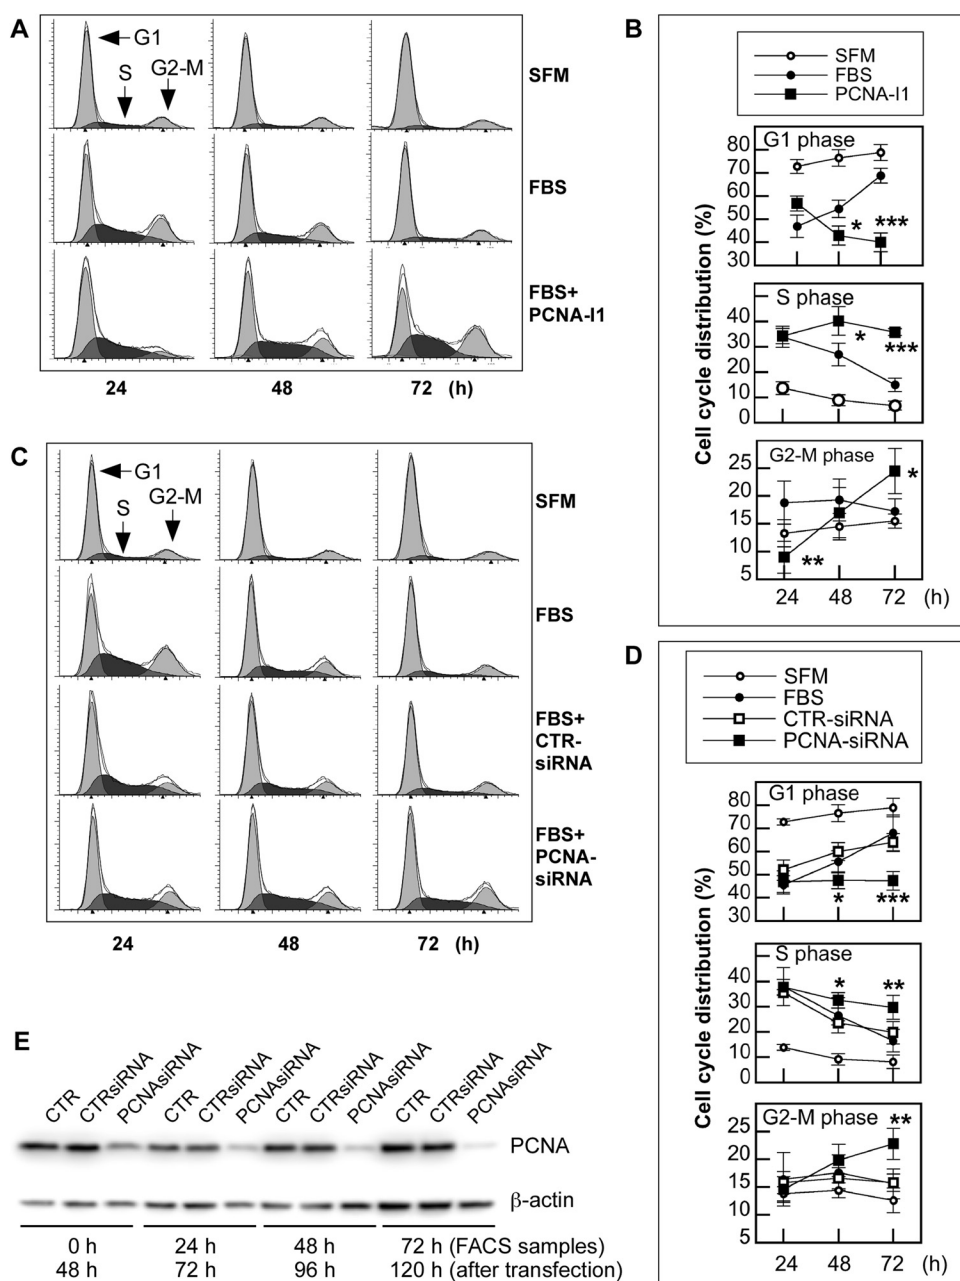 A
G1
S
G2-M
SFM
FBS
FBS+
PCNA-I1
24
48
72 (h)
B
SFM
FBS
PCNA-I1
Cell cycle distribution (%)
G1 phase
80
70
60
50
40
30
*
***
S phase
50
40
30
20
10
0
*
***
G2-M phase
25
20
15
10
5
**
*
24 48 72 (h)
C
G1
S
G2-M
SFM
FBS
FBS+
CTR-
siRNA
FBS+
PCNA-
siRNA
24
48
72 (h)
D
SFM
FBS
CTR-siRNA
PCNA-siRNA
Cell cycle distribution (%)
G1 phase
80
70
60
50
40
30
*
***
S phase
50
40
30
20
10
0
*
**
G2-M phase
25
20
15
10
5
**
24 48 72 (h)
E
CTR CTRsiRNA PCNAsiRNA CTR CTRsiRNA PCNAsiRNA CTR CTRsiRNA PCNAsiRNA CTR CTRsiRNA PCNAsiRNA
PCNA
β-actin
0 h 24 h 48 h 72 h (FACS samples)
48 h 72 h 96 h 120 h (after transfection)